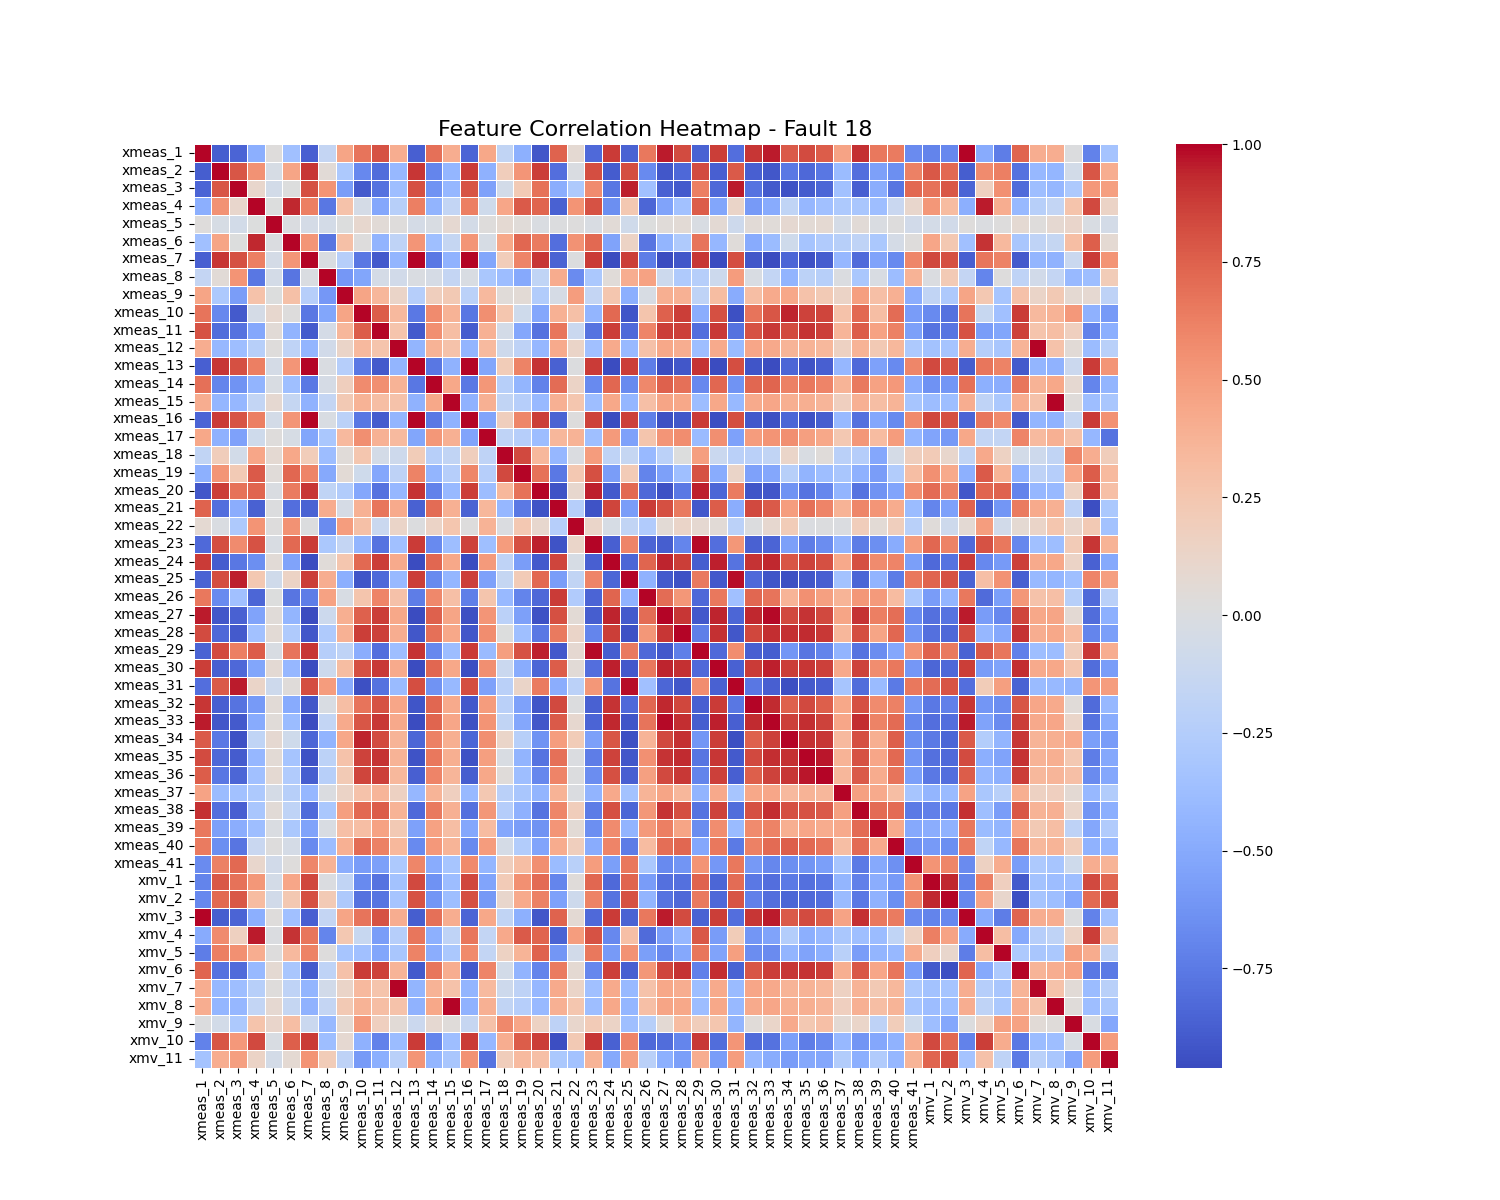 Feature Correlation Heatmap - Fault 18
xmeas_1
xmeas_2
xmeas_3
xmeas_4
xmeas_5
xmeas_6
xmeas_7
xmeas_8
xmeas_9
xmeas_10
xmeas_11
xmeas_12
xmeas_13
xmeas_14
xmeas_15
xmeas_16
xmeas_17
xmeas_18
xmeas_19
xmeas_20
xmeas_21
xmeas_22
xmeas_23
xmeas_24
xmeas_25
xmeas_26
xmeas_27
xmeas_28
xmeas_29
xmeas_30
xmeas_31
xmeas_32
xmeas_33
xmeas_34
xmeas_35
xmeas_36
xmeas_37
xmeas_38
xmeas_39
xmeas_40
xmeas_41
xmv_1
xmv_2
xmv_3
xmv_4
xmv_5
xmv_6
xmv_7
xmv_8
xmv_9
xmv_10
xmv_11
xmeas_1
xmeas_2
xmeas_3
xmeas_4
xmeas_5
xmeas_6
xmeas_7
xmeas_8
xmeas_9
xmeas_10
xmeas_11
xmeas_12
xmeas_13
xmeas_14
xmeas_15
xmeas_16
xmeas_17
xmeas_18
xmeas_19
xmeas_20
xmeas_21
xmeas_22
xmeas_23
xmeas_24
xmeas_25
xmeas_26
xmeas_27
xmeas_28
xmeas_29
xmeas_30
xmeas_31
xmeas_32
xmeas_33
xmeas_34
xmeas_35
xmeas_36
xmeas_37
xmeas_38
xmeas_39
xmeas_40
xmeas_41
xmv_1
xmv_2
xmv_3
xmv_4
xmv_5
xmv_6
xmv_7
xmv_8
xmv_9
xmv_10
xmv_11
1.00
0.75
0.50
0.25
0.00
−0.25
−0.50
−0.75